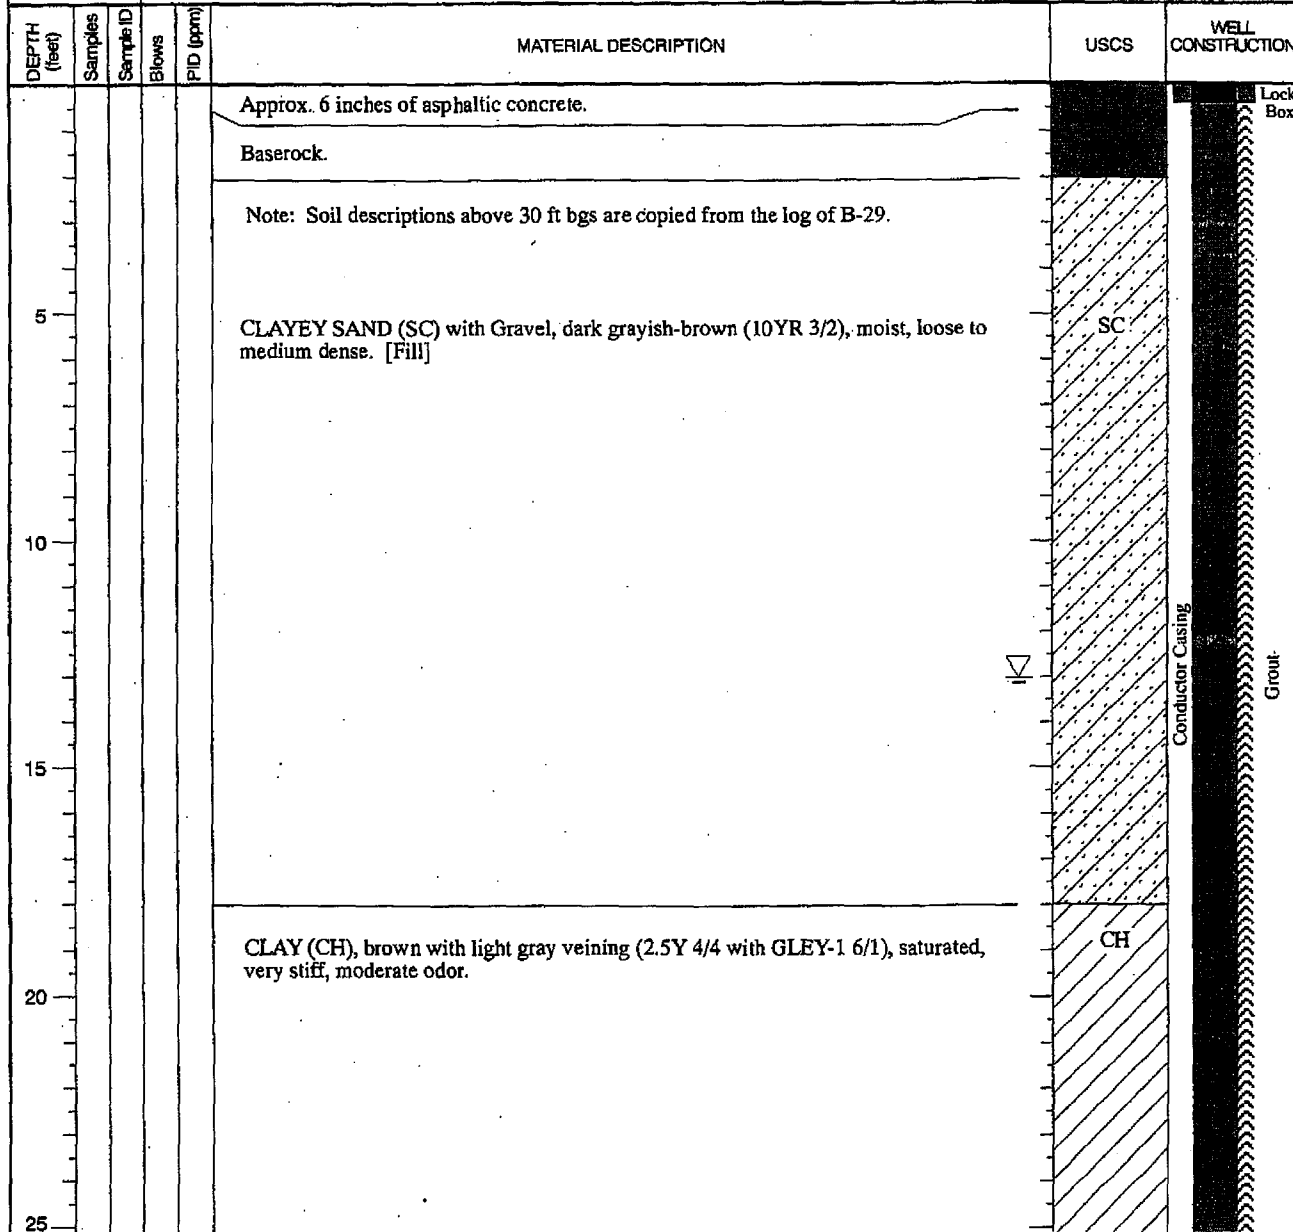 DEPTH
(feet)
Samples
Sample ID
Blows
PID (ppm)
MATERIAL DESCRIPTION
USCS
WELL
CONSTRUCTION
Approx. 6 inches of asphaltic concrete.
Lock
Box
Baserock.
Note: Soil descriptions above 30 ft bgs are copied from the log of B-29.
5
CLAYEY SAND (SC) with Gravel, dark grayish-brown (10YR 3/2), moist, loose to
medium dense. [Fill]
SC
10
Conductor Casing
Grout
15
CLAY (CH), brown with light gray veining (2.5Y 4/4 with GLEY-1 6/1), saturated,
very stiff, moderate odor.
CH
20
25